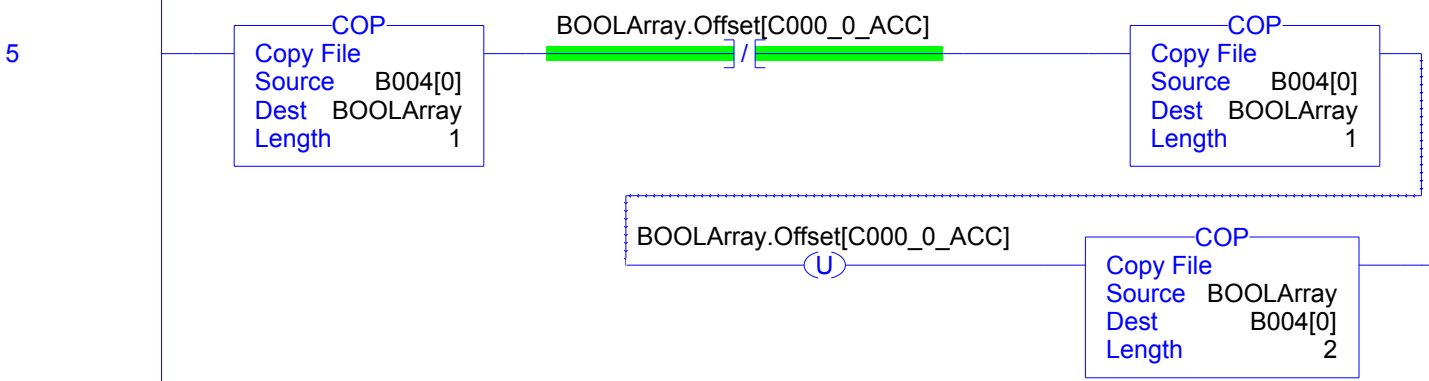 5
COP
Copy File
Source B004[0]
Dest BOOLArray
Length 1
BOOLArray.Offset[C000_0_ACC]
/
COP
Copy File
Source B004[0]
Dest BOOLArray
Length 1
BOOLArray.Offset[C000_0_ACC]
U
COP
Copy File
Source BOOLArray
Dest B004[0]
Length 2